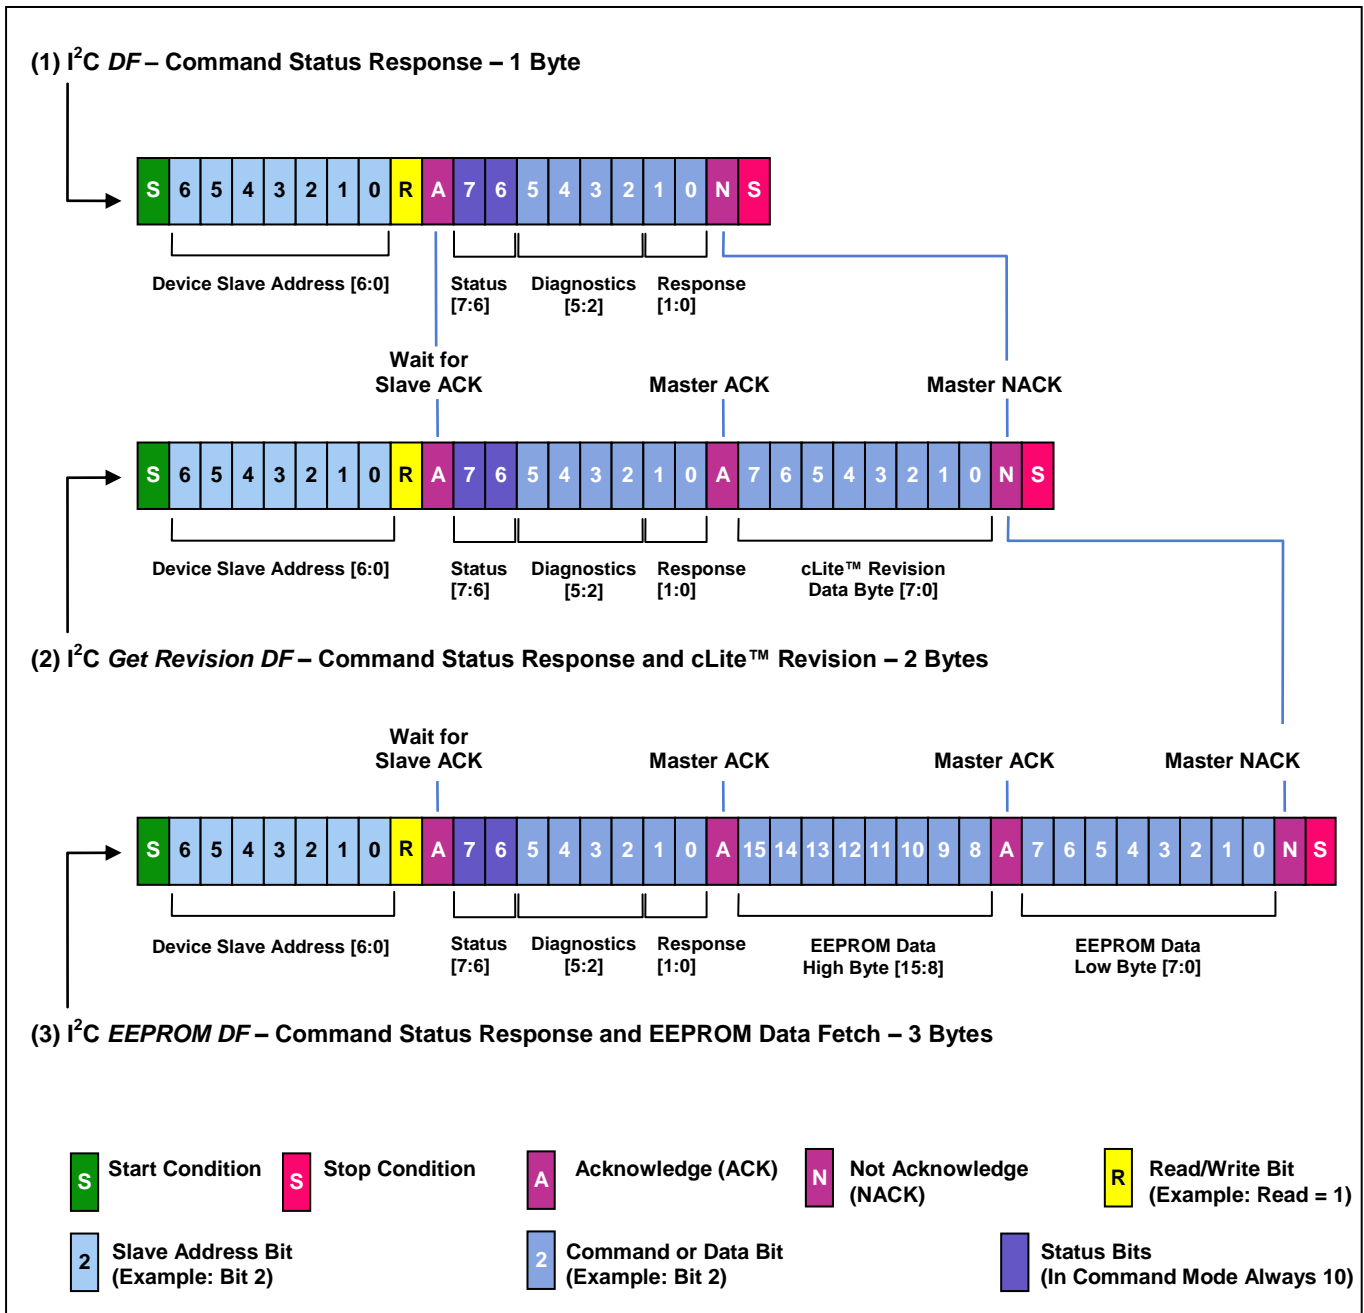 (1) I²C DF – Command Status Response – 1 Byte
S 6 5 4 3 2 1 0 R A 7 6 5 4 3 2 1 0 N S
Device Slave Address [6:0] Status Diagnostics Response
[7:6] [5:2] [1:0]
Wait for
Slave ACK Master ACK Master NACK
S 6 5 4 3 2 1 0 R A 7 6 5 4 3 2 1 0 A 7 6 5 4 3 2 1 0 N S
Device Slave Address [6:0] Status Diagnostics Response cLite™ Revision
[7:6] [5:2] [1:0] Data Byte [7:0]
(2) I²C Get Revision DF – Command Status Response and cLite™ Revision – 2 Bytes
Wait for
Slave ACK Master ACK Master ACK Master NACK
S 6 5 4 3 2 1 0 R A 7 6 5 4 3 2 1 0 A 15 14 13 12 11 10 9 8 A 7 6 5 4 3 2 1 0 N S
Device Slave Address [6:0] Status Diagnostics Response EEPROM Data EEPROM Data
[7:6] [5:2] [1:0] High Byte [15:8] Low Byte [7:0]
(3) I²C EEPROM DF – Command Status Response and EEPROM Data Fetch – 3 Bytes
S Start Condition S Stop Condition A Acknowledge (ACK) N Not Acknowledge R Read/Write Bit
(NACK) (Example: Read = 1)
2 Slave Address Bit 2 Command or Data Bit Status Bits
(Example: Bit 2) (Example: Bit 2) (In Command Mode Always 10)